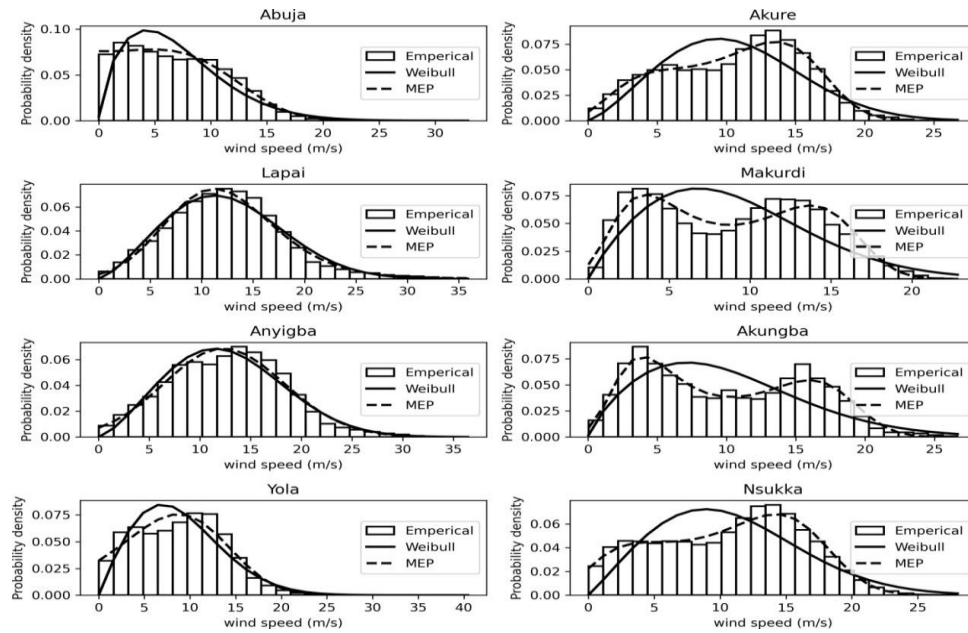 Abuja
Probability density
0.10
0.05
0.00
Emperical
Weibull
MEP
0 5 10 15 20 25 30
wind speed (m/s)
Akure
Probability density
0.075
0.050
0.025
0.000
Emperical
Weibull
MEP
0 5 10 15 20 25
wind speed (m/s)
Lapai
Probability density
0.06
0.04
0.02
0.00
Emperical
Weibull
MEP
0 5 10 15 20 25 30 35
wind speed (m/s)
Makurdi
Probability density
0.075
0.050
0.025
0.000
Emperical
Weibull
MEP
0 5 10 15 20
wind speed (m/s)
Anyigba
Probability density
0.06
0.04
0.02
0.00
Emperical
Weibull
MEP
0 5 10 15 20 25 30 35
wind speed (m/s)
Akungba
Probability density
0.075
0.050
0.025
0.000
Emperical
Weibull
MEP
0 5 10 15 20 25
wind speed (m/s)
Yola
Probability density
0.075
0.050
0.025
0.000
Emperical
Weibull
MEP
0 5 10 15 20 25 30 35 40
wind speed (m/s)
Nsukka
Probability density
0.06
0.04
0.02
0.00
Emperical
Weibull
MEP
0 5 10 15 20 25
wind speed (m/s)